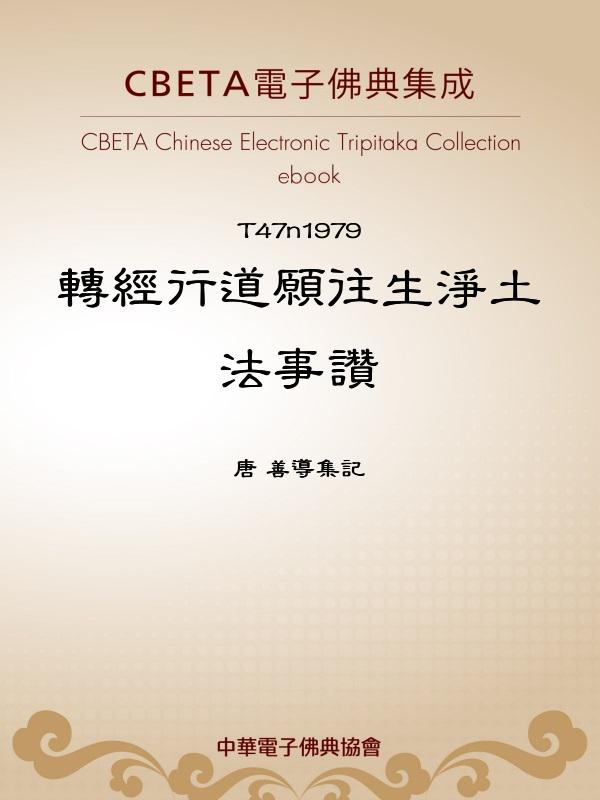 CBETA電子佛典集成
CBETA Chinese Electronic Tripitaka Collection
ebook
T47n1979
轉經行道願往生淨土
法事讚
唐 善導集記
中華電子佛典協會